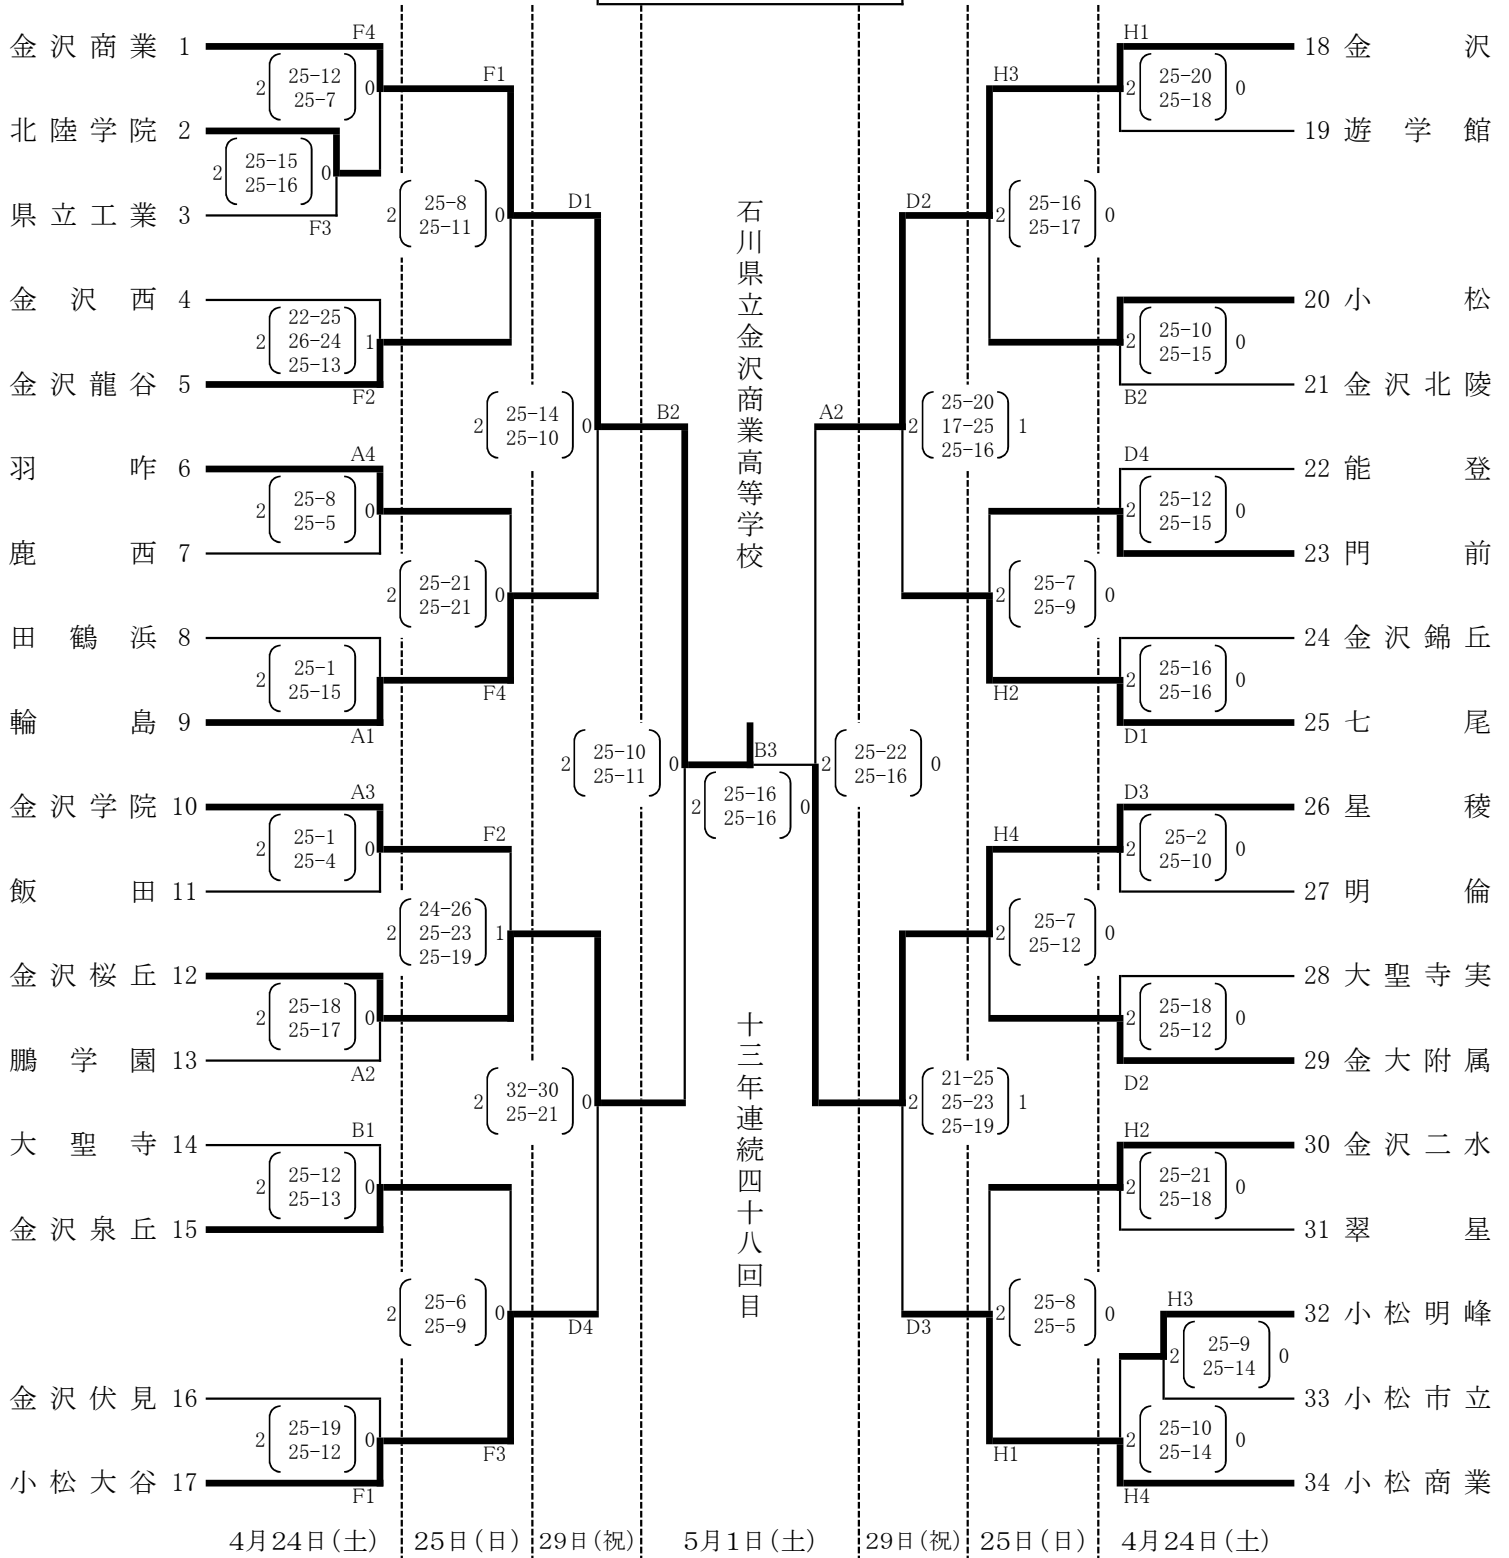 金沢商業 1
F4
25-12
25-7
2 0
北陸学院 2
25-15
25-16
2 0
県立工業 3
F3
F1
25-8
25-11
2 0
金沢西 4
22-25
26-24
25-13
2 1
金沢龍谷 5
F2
D1
25-14
25-10
2 0
羽咋 6
A4
25-8
25-5
2 0
鹿西 7
25-21
25-21
2 0
F4
田鶴浜 8
25-1
25-15
2 0
輪島 9
A1
B2
25-10
25-11
2 0
金沢学院 10
A3
25-1
25-4
2 0
飯田 11
F2
24-26
25-23
25-19
2 1
金沢桜丘 12
25-18
25-17
2 0
鵬学園 13
A2
32-30
25-21
2 0
D4
大聖寺 14
B1
25-12
25-13
2 0
金沢泉丘 15
25-6
25-9
2 0
F3
金沢伏見 16
25-19
25-12
2 0
小松大谷 17
F1
石川県立金沢商業高等学校
B3
25-16
25-16
2 0
十三年連続四十八回目
18 金沢
H1
25-20
25-18
2 0
19 遊学館
H3
25-16
25-17
2 0
20 小松
25-10
25-15
2 0
21 金沢北陵
B2
D2
25-20
17-25
25-16
2 1
22 能登
D4
25-12
25-15
2 0
23 門前
25-7
25-9
2 0
H2
24 金沢錦丘
25-16
25-16
2 0
25 七尾
D1
A2
25-22
25-16
2 0
26 星稜
D3
25-2
25-10
2 0
27 明倫
H4
25-7
25-12
2 0
28 大聖寺実
25-18
25-12
2 0
29 金大附属
D2
21-25
25-23
25-19
2 1
D3
30 金沢二水
H2
25-21
25-18
2 0
31 翠星
25-8
25-5
2 0
H1
32 小松明峰
H3
25-9
25-14
2 0
33 小松市立
25-10
25-14
2 0
34 小松商業
H4
4月24日(土) 25日(日) 29日(祝) 5月1日(土) 29日(祝) 25日(日) 4月24日(土)